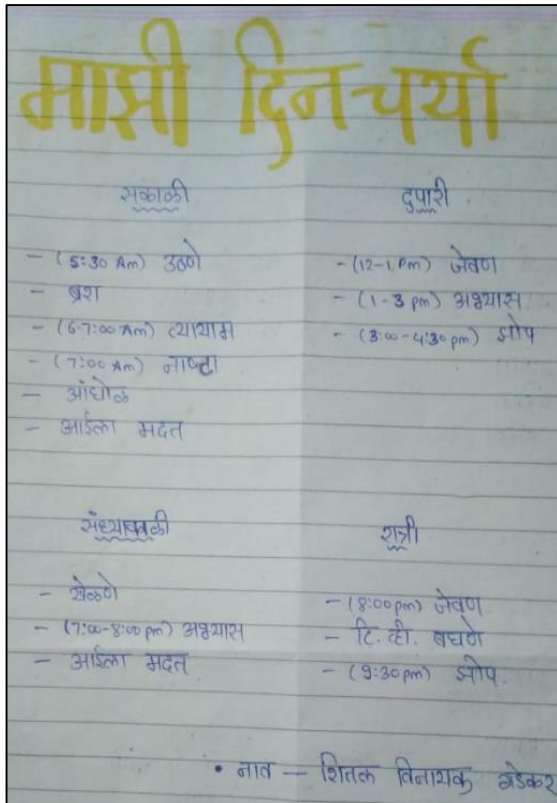 माझी दिनचर्या
सकाळी
- (5:30 Am) उठणे
- ब्रश
- (6-7:00 Am) व्यायाम
- (7:00 Am) नाष्टा
- आंघोळ
- आईला मदत
दुपारी
- (12-1 Pm) जेवण
- (1-3 pm) अभ्यास
- (3:00-4:30 pm) झोप
संध्याकाळी
- खेळणे
- (7:00-8:00 pm) अभ्यास
- आईला मदत
रात्री
- (8:00 pm) जेवण
- टि. व्ही. बघणे
- (9:30 pm) झोप
• नाव — शितल विनायक